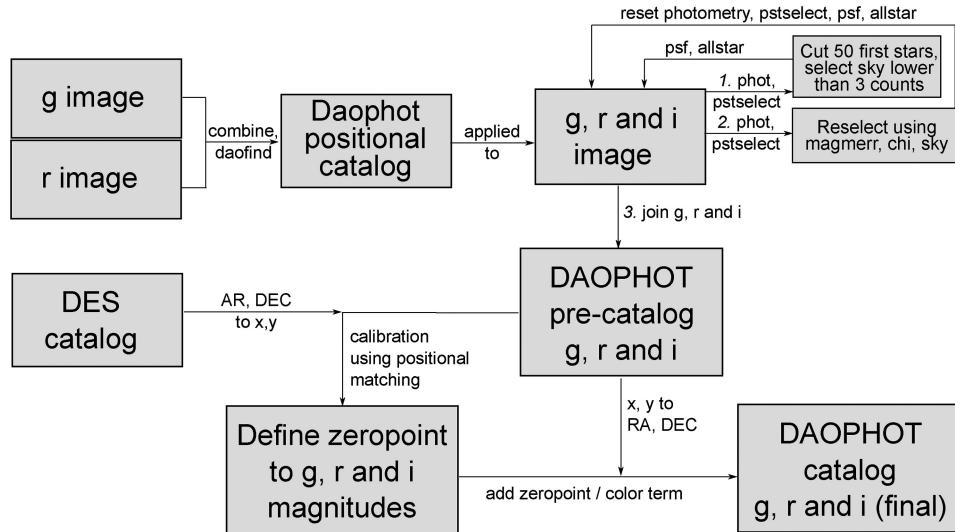 reset photometry, pstselect, psf, allstar
psf, allstar
Cut 50 first stars,
select sky lower
than 3 counts
g image
r image
combine,
daofind
Daophot
positional
catalog
applied
to
g, r and i
image
1. phot,
pstselect
2. phot,
pstselect
Reselect using
magmerr, chi, sky
3. join g, r and i
DES
catalog
AR, DEC
to x,y
DAOPHOT
pre-catalog
g, r and i
calibration
using positional
matching
x, y to
RA, DEC
Define zeropoint
to g, r and i
magnitudes
add zeropoint / color term
DAOPHOT
catalog
g, r and i (final)